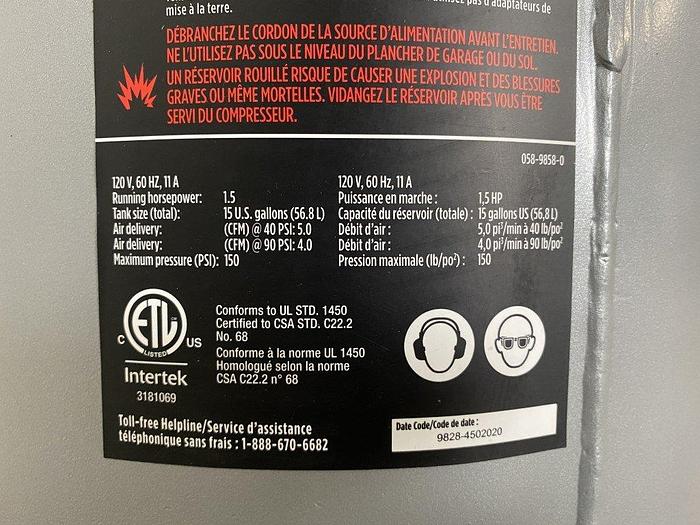 utilisez pas d'adaptateurs de
mise à la terre.
DÉBRANCHEZ LE CORDON DE LA SOURCE D'ALIMENTATION AVANT L'ENTRETIEN.
NE L'UTILISEZ PAS SOUS LE NIVEAU DU PLANCHER DE GARAGE OU DU SOL.
UN RÉSERVOIR ROUILLÉ RISQUE DE CAUSER UNE EXPLOSION ET DES BLESSURES
GRAVES OU MÊME MORTELLES. VIDANGEZ LE RÉSERVOIR APRÈS VOUS ÊTRE
SERVI DU COMPRESSEUR.
058-9858-0
120 V, 60 HZ, 11 A
Running horsepower: 1.5
Tank size (total): 15 U.S. gallons (56.8 L)
Air delivery: (CFM) @ 40 PSI: 5.0
Air delivery: (CFM) @ 90 PSI: 4.0
Maximum pressure (PSI): 150
120 V, 60 Hz, 11 A
Puissance en marche : 1,5 HP
Capacité du réservoir (totale) : 15 gallons US (56,8 L)
Débit d'air : 5,0 pi³/min à 40 lb/po²
Débit d'air : 4,0 pi³/min à 90 lb/po²
Pression maximale (lb/po²) : 150
ETL
C LISTED US
Intertek
3181069
Conforms to UL STD. 1450
Certified to CSA STD. C22.2
No. 68
Conforme à la norme UL 1450
Homologué selon la norme
CSA C22.2 n° 68
Toll-free Helpline/Service d'assistance
téléphonique sans frais : 1-888-670-6682
Date Code/Code de date :
9828-4502020